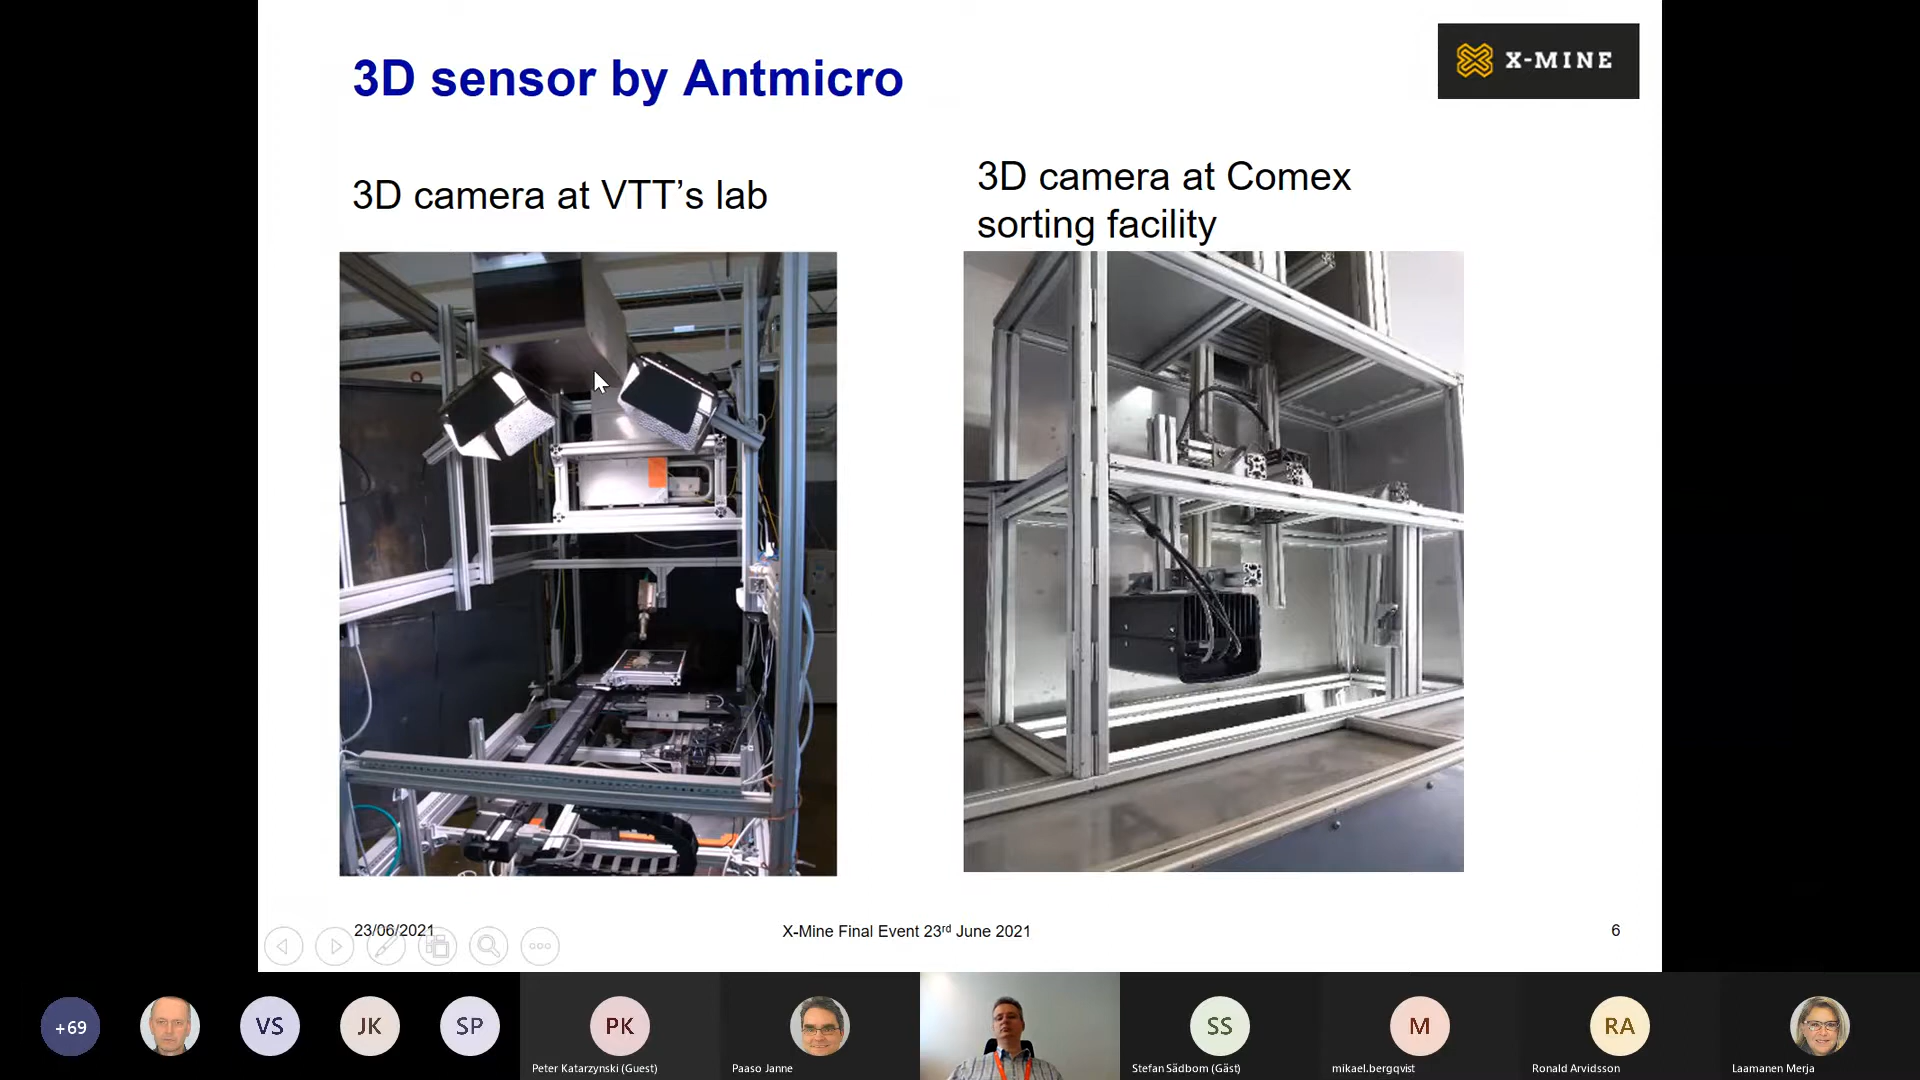 3D sensor by Antmicro
X-MINE
3D camera at VTT’s lab
3D camera at Comex
sorting facility
23/06/2021
X-Mine Final Event 23rd June 2021
6
+69
VS
JK
SP
PK
Peter Katarzynski (Guest)
Paaso Janne
SS
Stefan Sädbom (Gäst)
M
mikael.bergqvist
RA
Ronald Arvidsson
Laamanen Merja